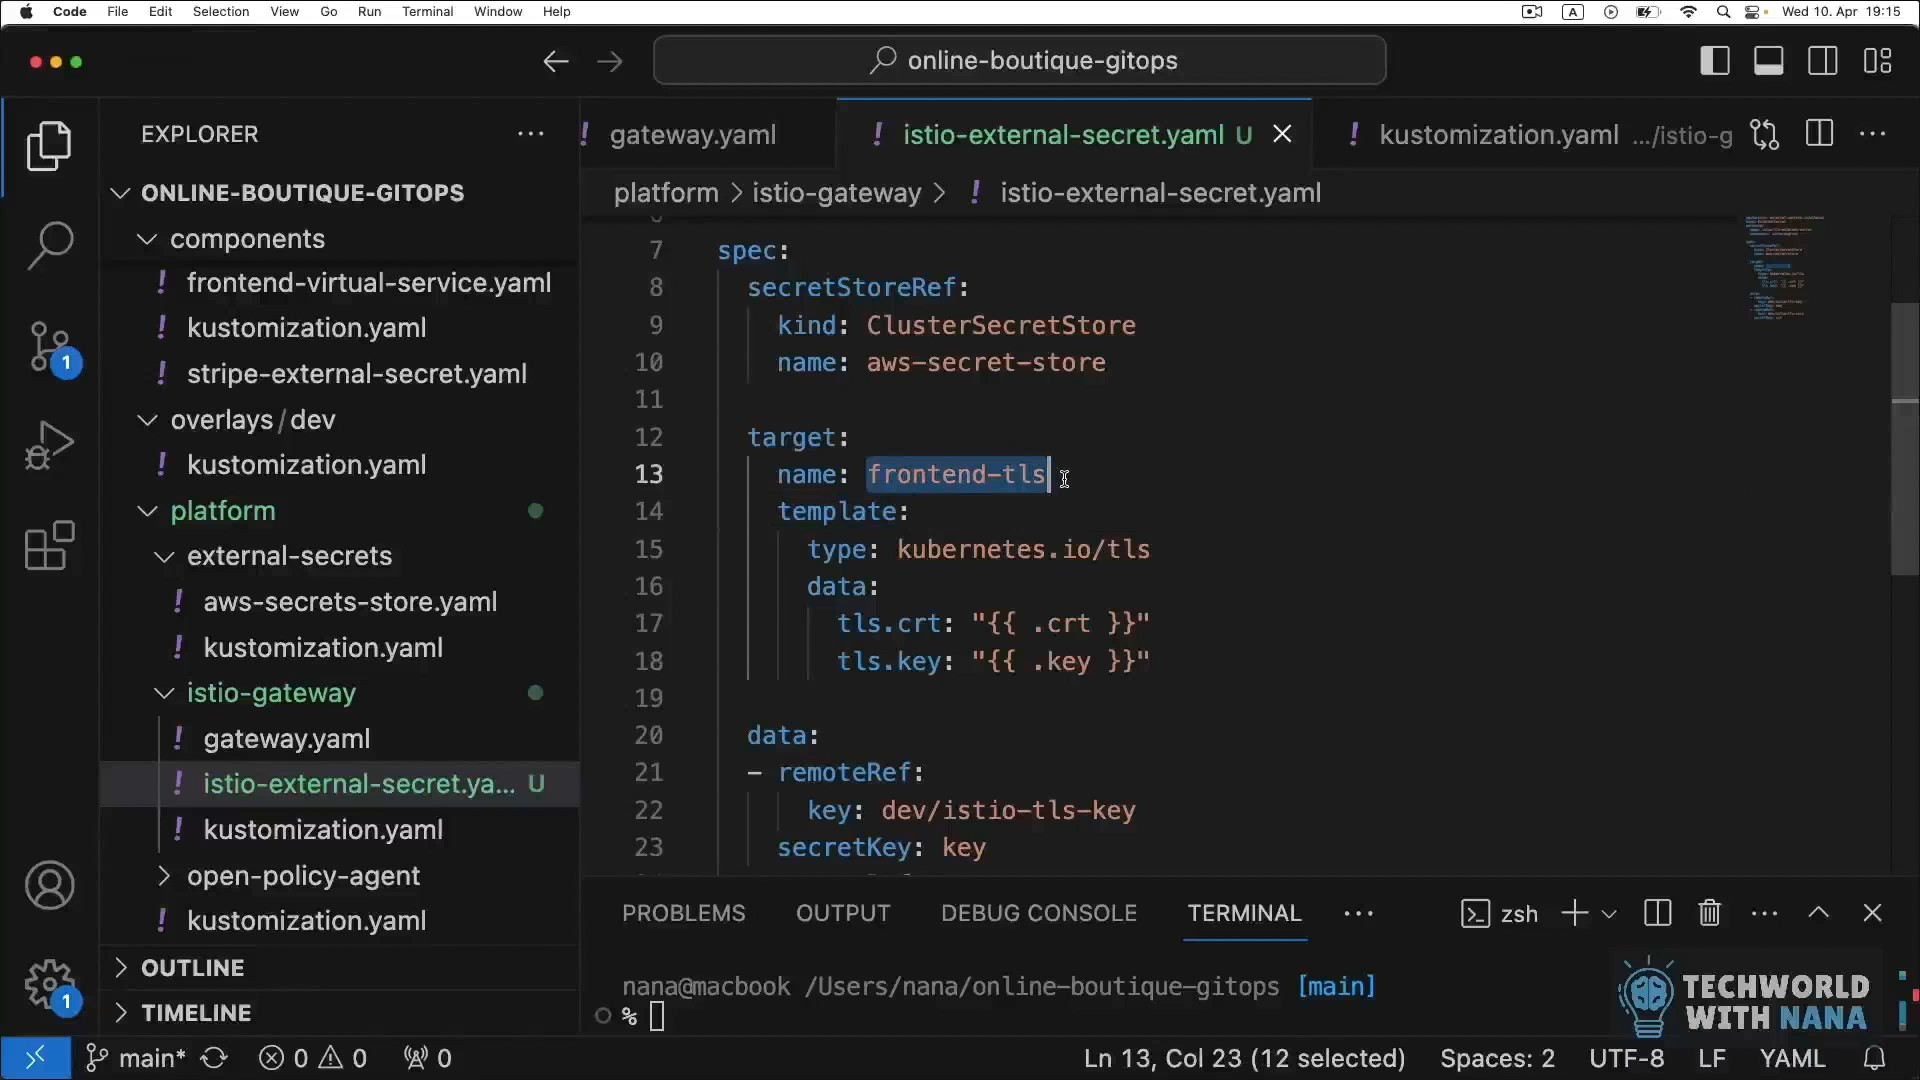 Code File Edit Selection View Go Run Terminal Window Help
A Wed 10. Apr 19:15
online-boutique-gitops
EXPLORER
ONLINE-BOUTIQUE-GITOPS
components
! frontend-virtual-service.yaml
! kustomization.yaml
! stripe-external-secret.yaml
overlays / dev
! kustomization.yaml
platform
external-secrets
! aws-secrets-store.yaml
! kustomization.yaml
istio-gateway
! gateway.yaml
! istio-external-secret.ya... U
! kustomization.yaml
open-policy-agent
! kustomization.yaml
OUTLINE
TIMELINE
1
1
! gateway.yaml ! istio-external-secret.yaml U ! kustomization.yaml .../istio-g
platform > istio-gateway > ! istio-external-secret.yaml
7 spec:
8 secretStoreRef:
9 kind: ClusterSecretStore
10 name: aws-secret-store
11
12 target:
13 name: frontend-tls
14 template:
15 type: kubernetes.io/tls
16 data:
17 tls.crt: "{{ .crt }}"
18 tls.key: "{{ .key }}"
19
20 data:
21 - remoteRef:
22 key: dev/istio-tls-key
23 secretKey: key
PROBLEMS OUTPUT DEBUG CONSOLE TERMINAL ... zsh
nana@macbook /Users/nana/online-boutique-gitops [main]
%
TECHWORLD
WITH NANA
main* 0 0 0 Ln 13, Col 23 (12 selected) Spaces: 2 UTF-8 LF YAML